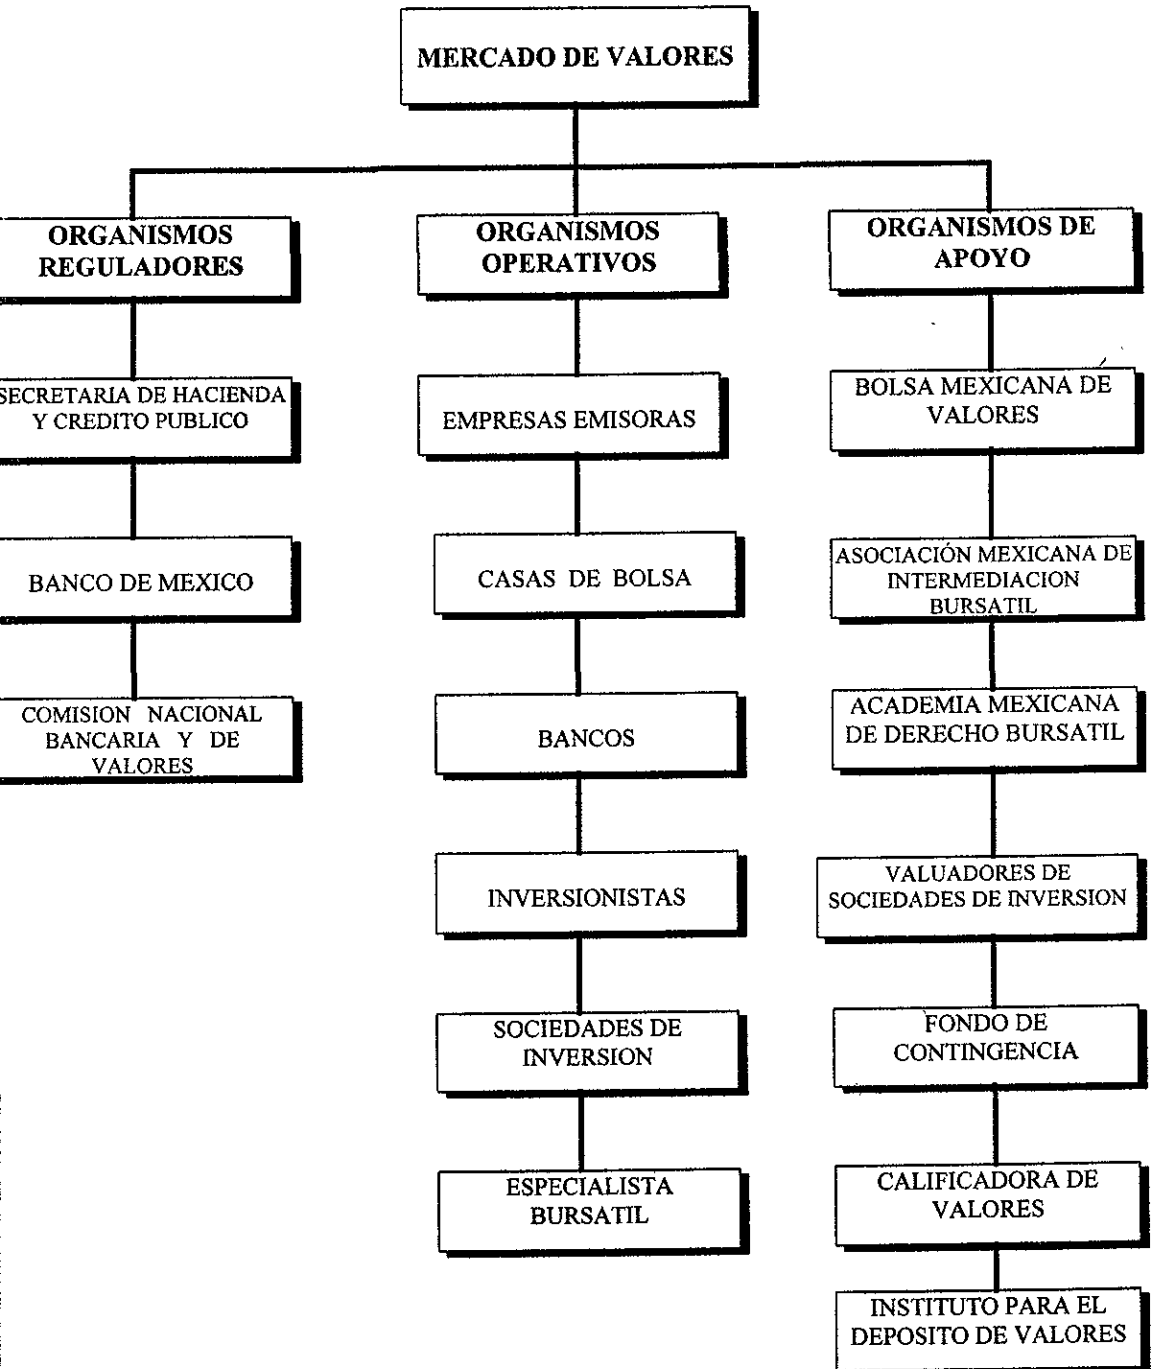 MERCADO DE VALORES
ORGANISMOS
REGULADORES
SECRETARIA DE HACIENDA
Y CREDITO PUBLICO
BANCO DE MEXICO
COMISION NACIONAL
BANCARIA Y DE
VALORES
ORGANISMOS
OPERATIVOS
EMPRESAS EMISORAS
CASAS DE BOLSA
BANCOS
INVERSIONISTAS
SOCIEDADES DE
INVERSION
ESPECIALISTA
BURSATIL
ORGANISMOS DE
APOYO
BOLSA MEXICANA DE
VALORES
ASOCIACIÓN MEXICANA DE
INTERMEDIACION
BURSATIL
ACADEMIA MEXICANA
DE DERECHO BURSATIL
VALUADORES DE
SOCIEDADES DE INVERSION
FONDO DE
CONTINGENCIA
CALIFICADORA DE
VALORES
INSTITUTO PARA EL
DEPOSITO DE VALORES